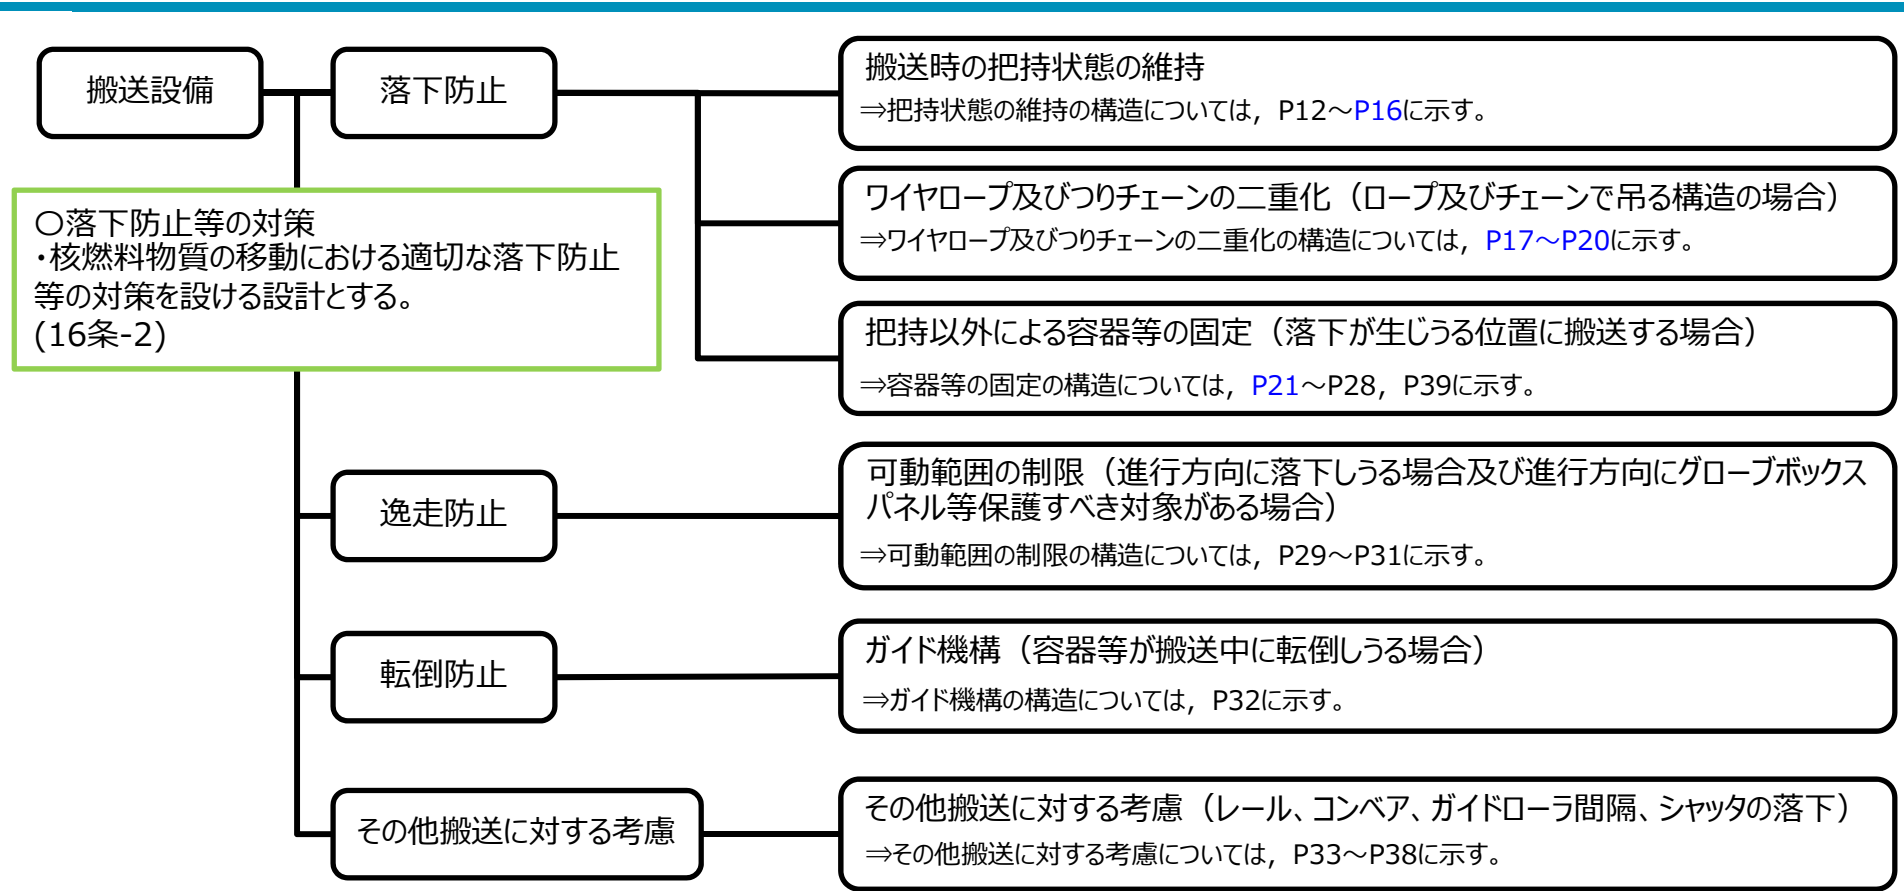 搬送設備
落下防止
搬送時の把持状態の維持
⇒把持状態の維持の構造については，P12～P16に示す。
ワイヤロープ及びつりチェーンの二重化（ロープ及びチェーンで吊る構造の場合）
⇒ワイヤロープ及びつりチェーンの二重化の構造については，P17～P20に示す。
〇落下防止等の対策
・核燃料物質の移動における適切な落下防止
等の対策を設ける設計とする。
(16条-2)
把持以外による容器等の固定（落下が生じうる位置に搬送する場合）
⇒容器等の固定の構造については，P21～P28，P39に示す。
逸走防止
可動範囲の制限（進行方向に落下しうる場合及び進行方向にグローブボックス
パネル等保護すべき対象がある場合）
⇒可動範囲の制限の構造については，P29～P31に示す。
転倒防止
ガイド機構（容器等が搬送中に転倒しうる場合）
⇒ガイド機構の構造については，P32に示す。
その他搬送に対する考慮
その他搬送に対する考慮（レール、コンベア、ガイドローラ間隔、シャッタの落下）
⇒その他搬送に対する考慮については，P33～P38に示す。